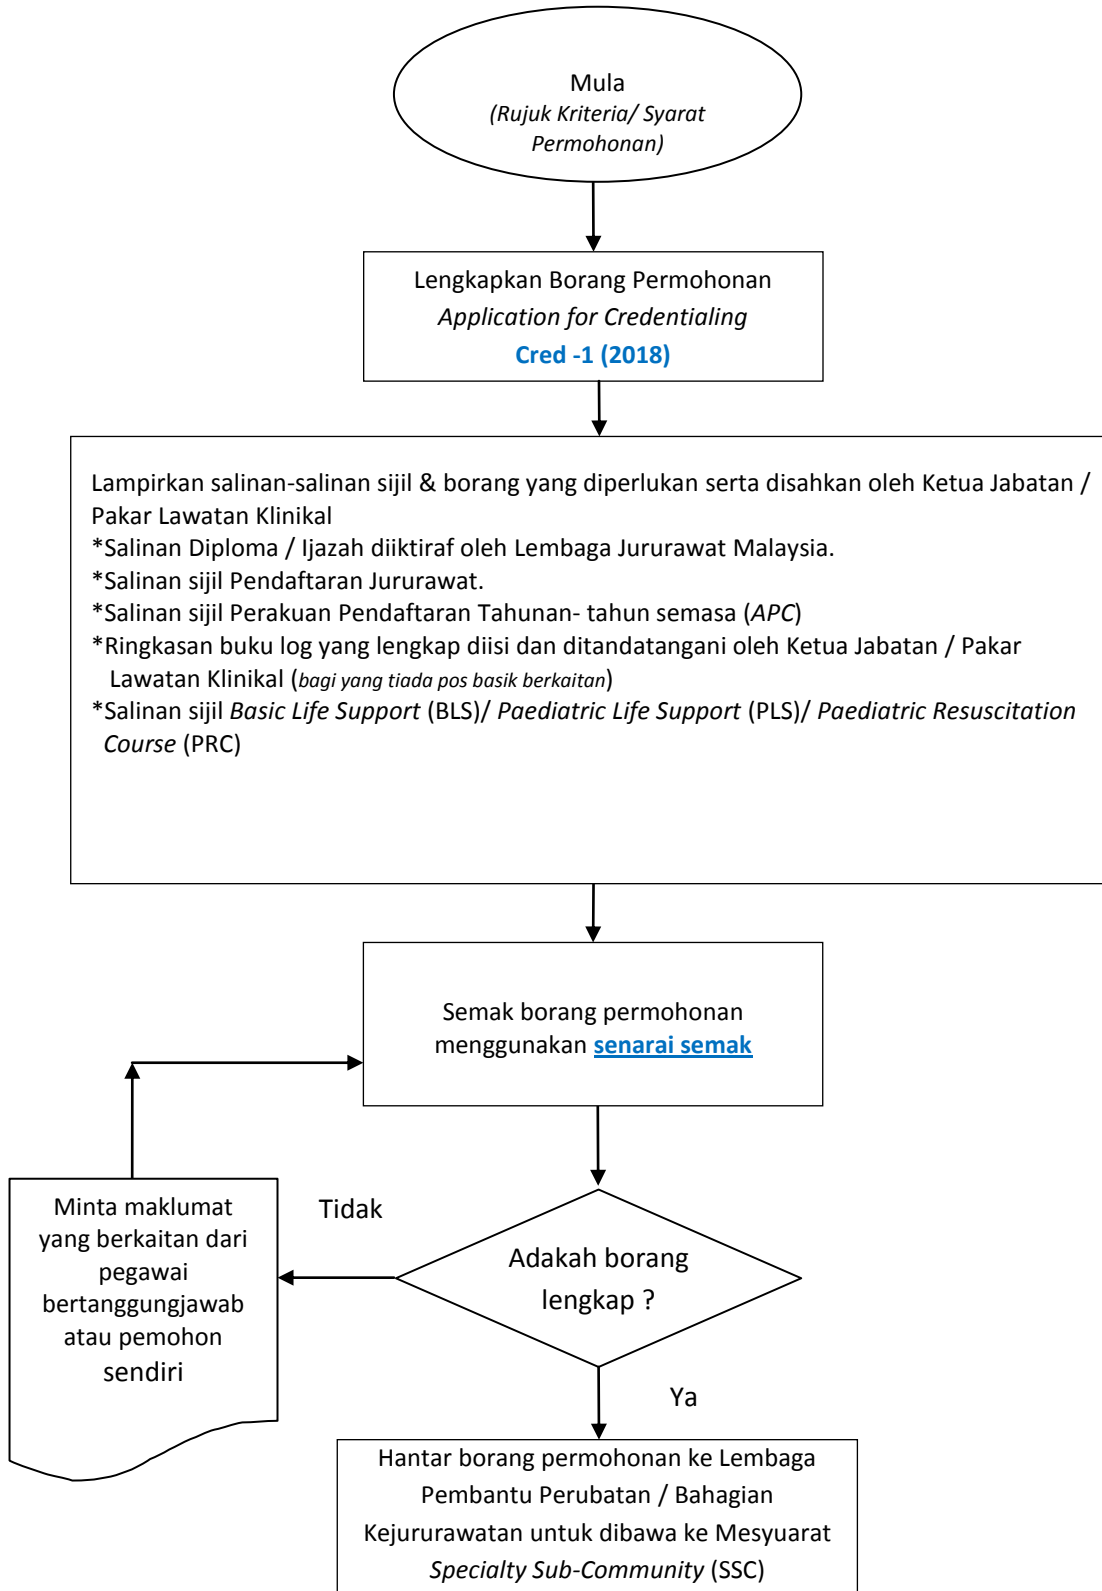 Mula
(Rujuk Kriteria/ Syarat
Permohonan)
Lengkapkan Borang Permohonan
Application for Credentialing
Cred -1 (2018)
Lampirkan salinan-salinan sijil & borang yang diperlukan serta disahkan oleh Ketua Jabatan /
Pakar Lawatan Klinikal
*Salinan Diploma / Ijazah diiktiraf oleh Lembaga Jururawat Malaysia.
*Salinan sijil Pendaftaran Jururawat.
*Salinan sijil Perakuan Pendaftaran Tahunan- tahun semasa (APC)
*Ringkasan buku log yang lengkap diisi dan ditandatangani oleh Ketua Jabatan / Pakar
Lawatan Klinikal (bagi yang tiada pos basik berkaitan)
*Salinan sijil Basic Life Support (BLS)/ Paediatric Life Support (PLS)/ Paediatric Resuscitation
Course (PRC)
Semak borang permohonan
menggunakan senarai semak
Minta maklumat
yang berkaitan dari
pegawai
bertanggungjawab
atau pemohon
sendiri
Tidak
Adakah borang
lengkap ?
Ya
Hantar borang permohonan ke Lembaga
Pembantu Perubatan / Bahagian
Kejururawatan untuk dibawa ke Mesyuarat
Specialty Sub-Community (SSC)